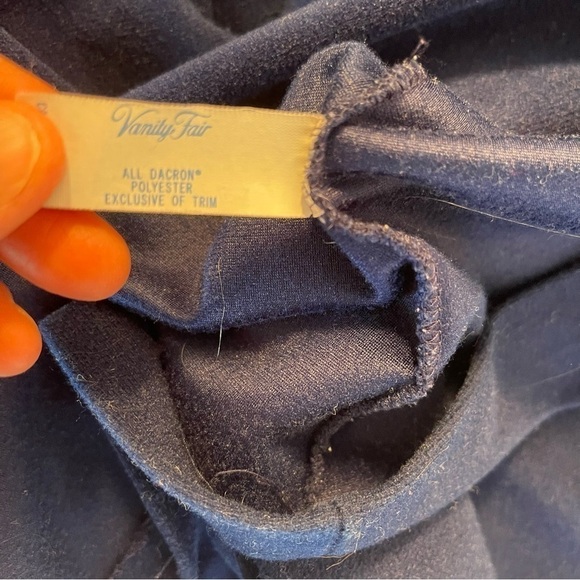 Vanity Fair
ALL DACRON®
POLYESTER
EXCLUSIVE OF TRIM